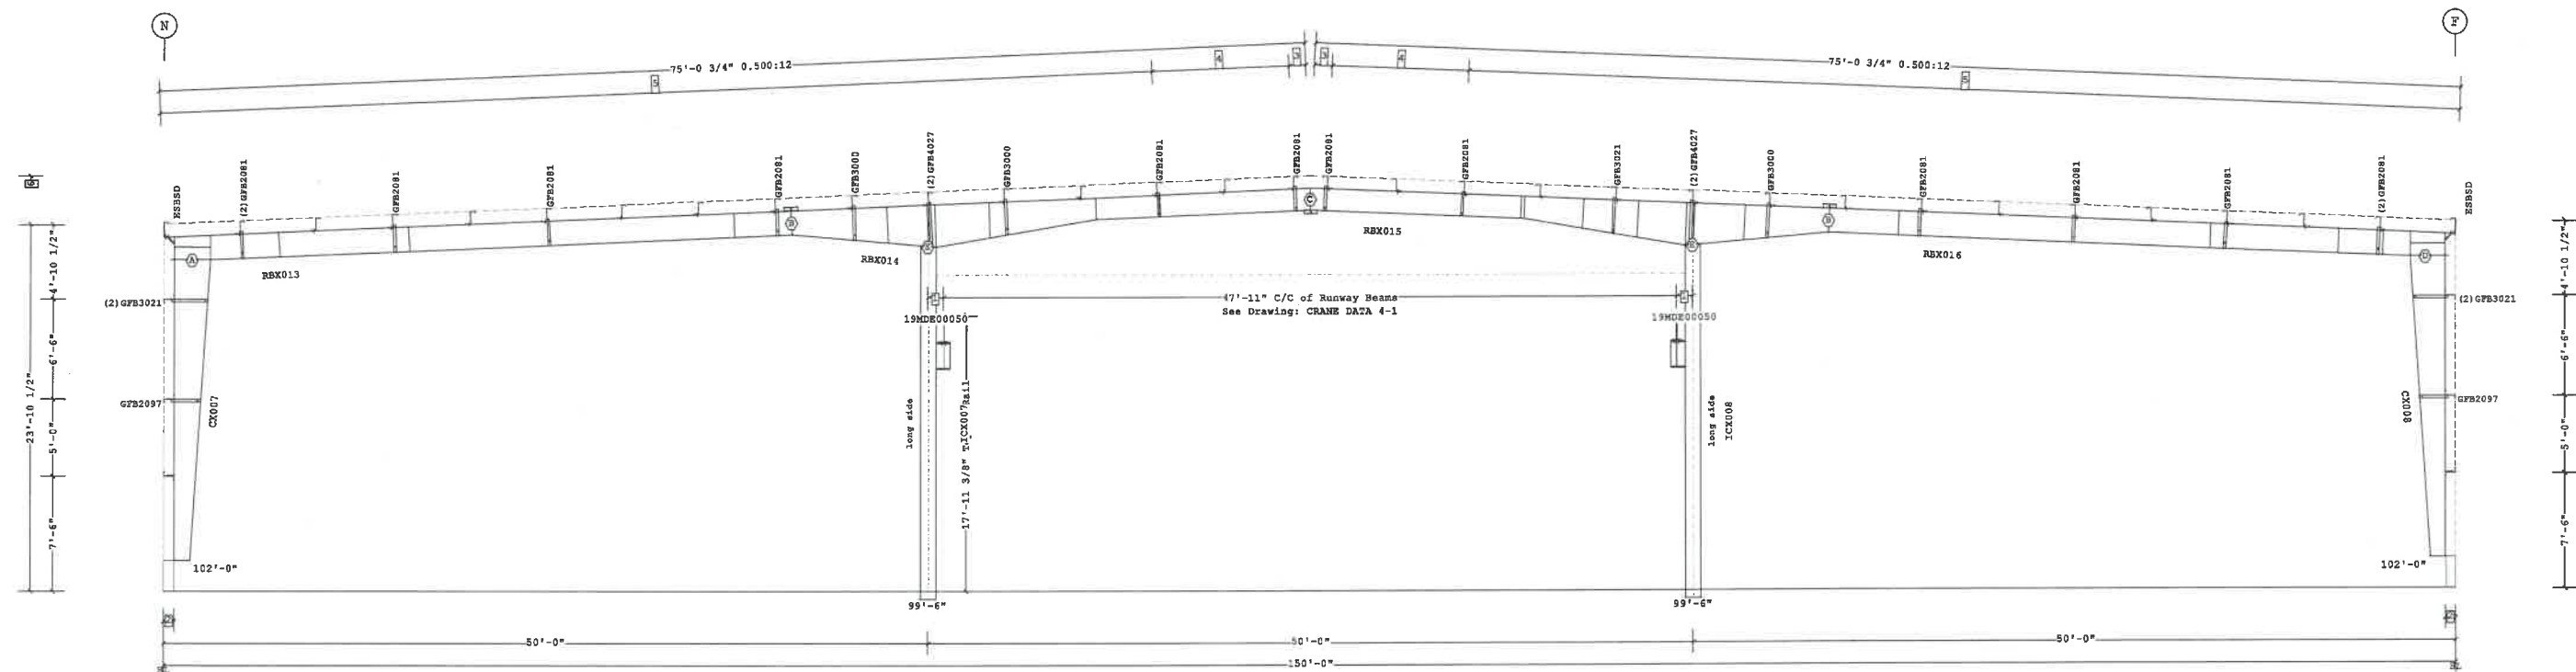 N
F
75'-0 3/4" 0.500:12
75'-0 3/4" 0.500:12
5
4
3
3
4
5
ESBSD
(2)GFB2081
GFB2081
GFB2081
GFB2081
GFB3000
(2)GFB4027
GFB3000
GFB2081
GFB2081
GFB2081
GFB2081
GFB3021
(2)GFB4027
GFB3000
GFB2081
GFB2081
GFB2081
(2)GFB2081
ESBSD
A
B
E
C
E
B
D
RBX013
RBX014
RBX015
RBX016
4'-10 1/2"
4'-10 1/2"
(2)GFB3021
(2)GFB3021
47'-11" C/C of Runway Beams
See Drawing: CRANE DATA 4-1
19MDE00050
19MDE00050
6'-6"
6'-6"
23'-10 1/2"
GFB2097
GFB2097
CX007
CX008
long side
ICX007
17'-11 3/8" T.Rail
long side
ICX008
5'-0"
5'-0"
7'-6"
7'-6"
102'-0"
102'-0"
99'-6"
99'-6"
50'-0"
50'-0"
50'-0"
150'-0"